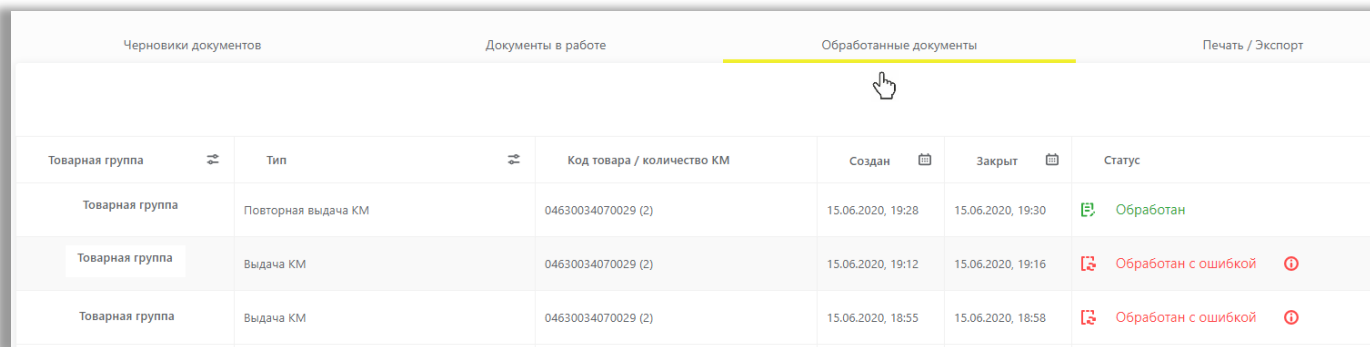 Черновики документов Документы в работе Обработанные документы Печать / Экспорт
Товарная группа Тип Код товара / количество КМ Создан Закрыт Статус
Товарная группа Повторная выдача КМ 04630034070029 (2) 15.06.2020, 19:28 15.06.2020, 19:30 Обработан
Товарная группа Выдача КМ 04630034070029 (2) 15.06.2020, 19:12 15.06.2020, 19:16 Обработан с ошибкой
Товарная группа Выдача КМ 04630034070029 (2) 15.06.2020, 18:55 15.06.2020, 18:58 Обработан с ошибкой